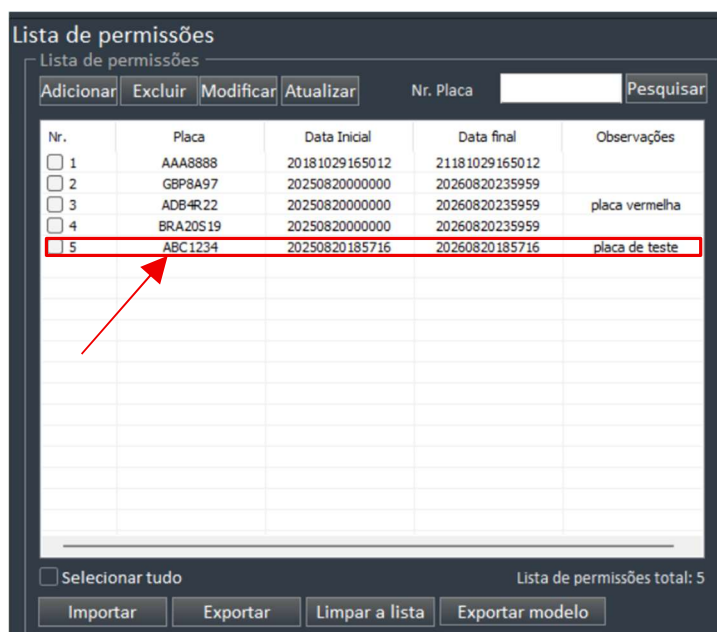 Lista de permissões
Lista de permissões
Adicionar Excluir Modificar Atualizar Nr. Placa Pesquisar
Nr. Placa Data Inicial Data final Observações
1 AAA8888 20181029165012 21181029165012
2 GBP8A97 20250820000000 20260820235959
3 ADB4R22 20250820000000 20260820235959 placa vermelha
4 BRA20S19 20250820000000 20260820235959
5 ABC1234 20250820185716 20260820185716 placa de teste
Selecionar tudo Lista de permissões total: 5
Importar Exportar Limpar a lista Exportar modelo